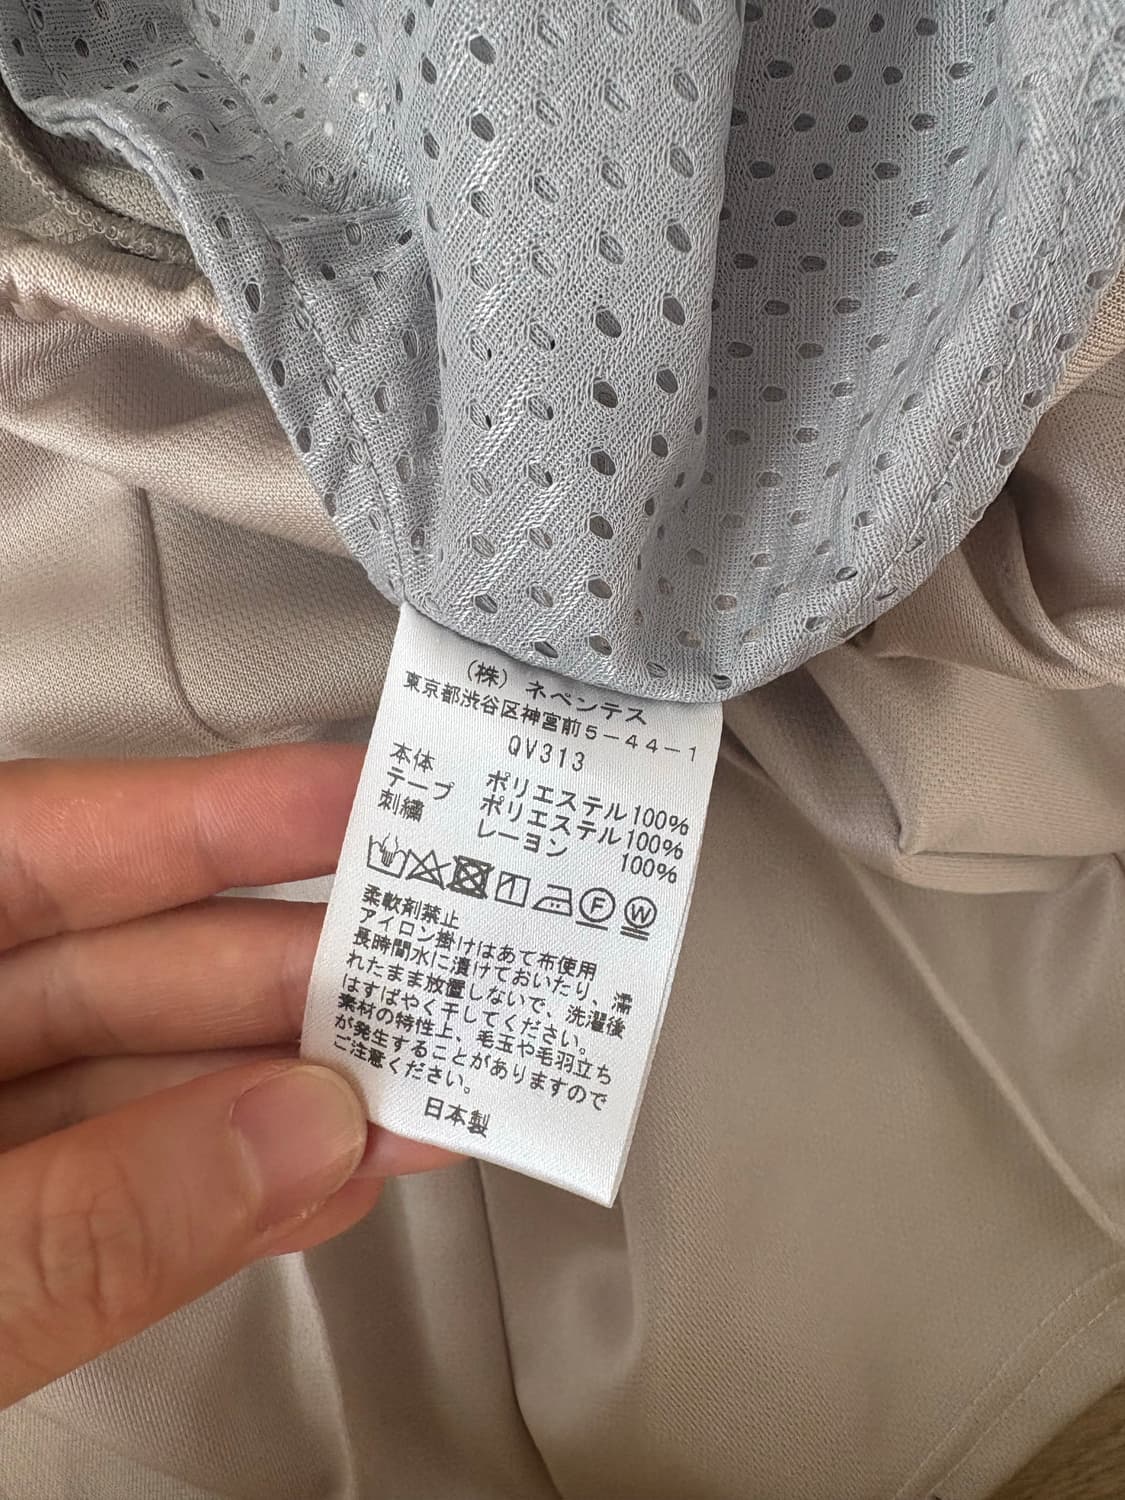 (株) ネペンテス
東京都渋谷区神宮前5-44-1
QV313
本体 ポリエステル100%
テープ ポリエステル100%
刺繍 レーヨン 100%
F W
柔軟剤禁止
アイロン掛けはあて布使用
長時間水に漬けておいたり、濡
れたまま放置しないで、洗濯後
はすばやく干してください。
素材の特性上、毛玉や毛羽立ち
が発生することがありますので
ご注意ください。
日本製